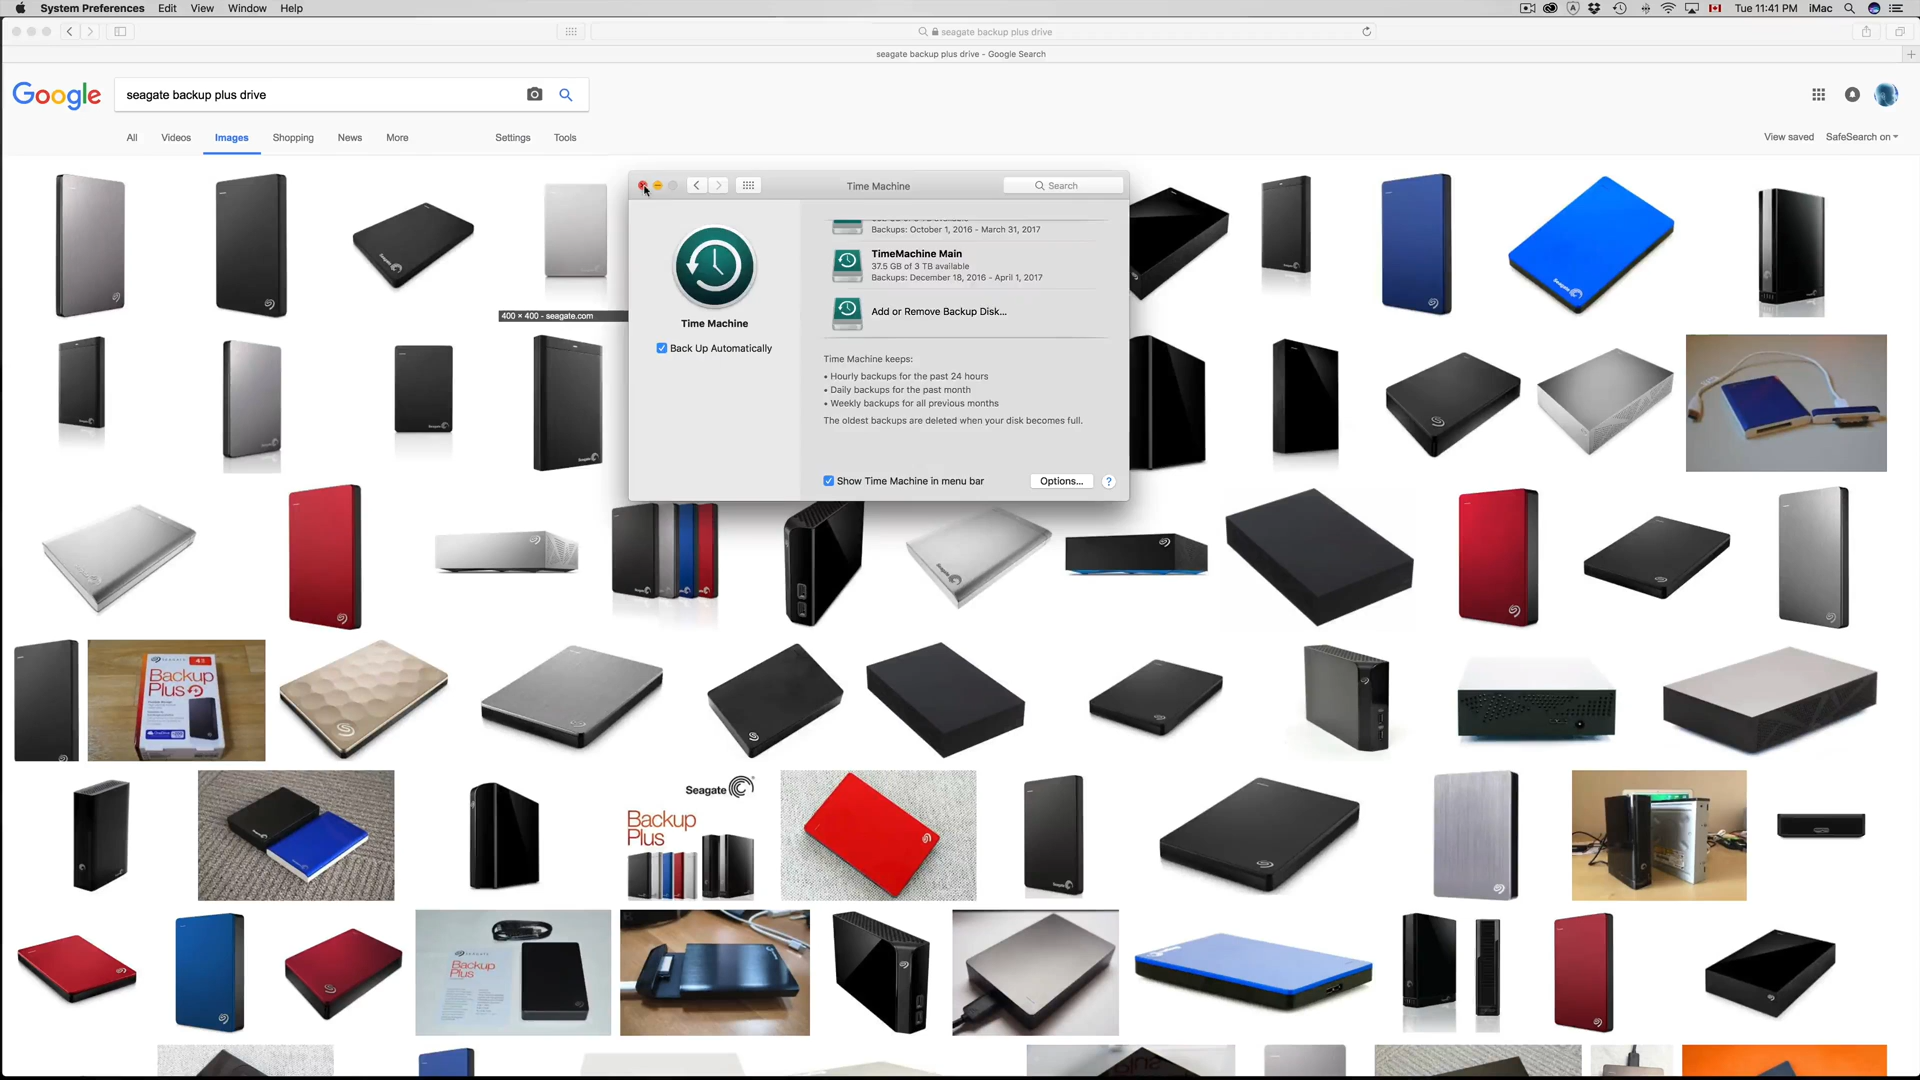 System Preferences Edit View Window Help
Tue 11:41 PM iMac
seagate backup plus drive
seagate backup plus drive - Google Search
Google
seagate backup plus drive
All Videos Images Shopping News More Settings Tools
View saved SafeSearch on
Time Machine
Search
Backups: October 1, 2016 - March 31, 2017
TimeMachine Main
37.5 GB of 3 TB available
Backups: December 18, 2016 - April 1, 2017
Add or Remove Backup Disk...
Time Machine
Back Up Automatically
Time Machine keeps:
• Hourly backups for the past 24 hours
• Daily backups for the past month
• Weekly backups for all previous months
The oldest backups are deleted when your disk becomes full.
Show Time Machine in menu bar
Options...
?
400 × 400 - seagate.com
Backup
Plus
Seagate
Backup
Plus
Backup
Plus